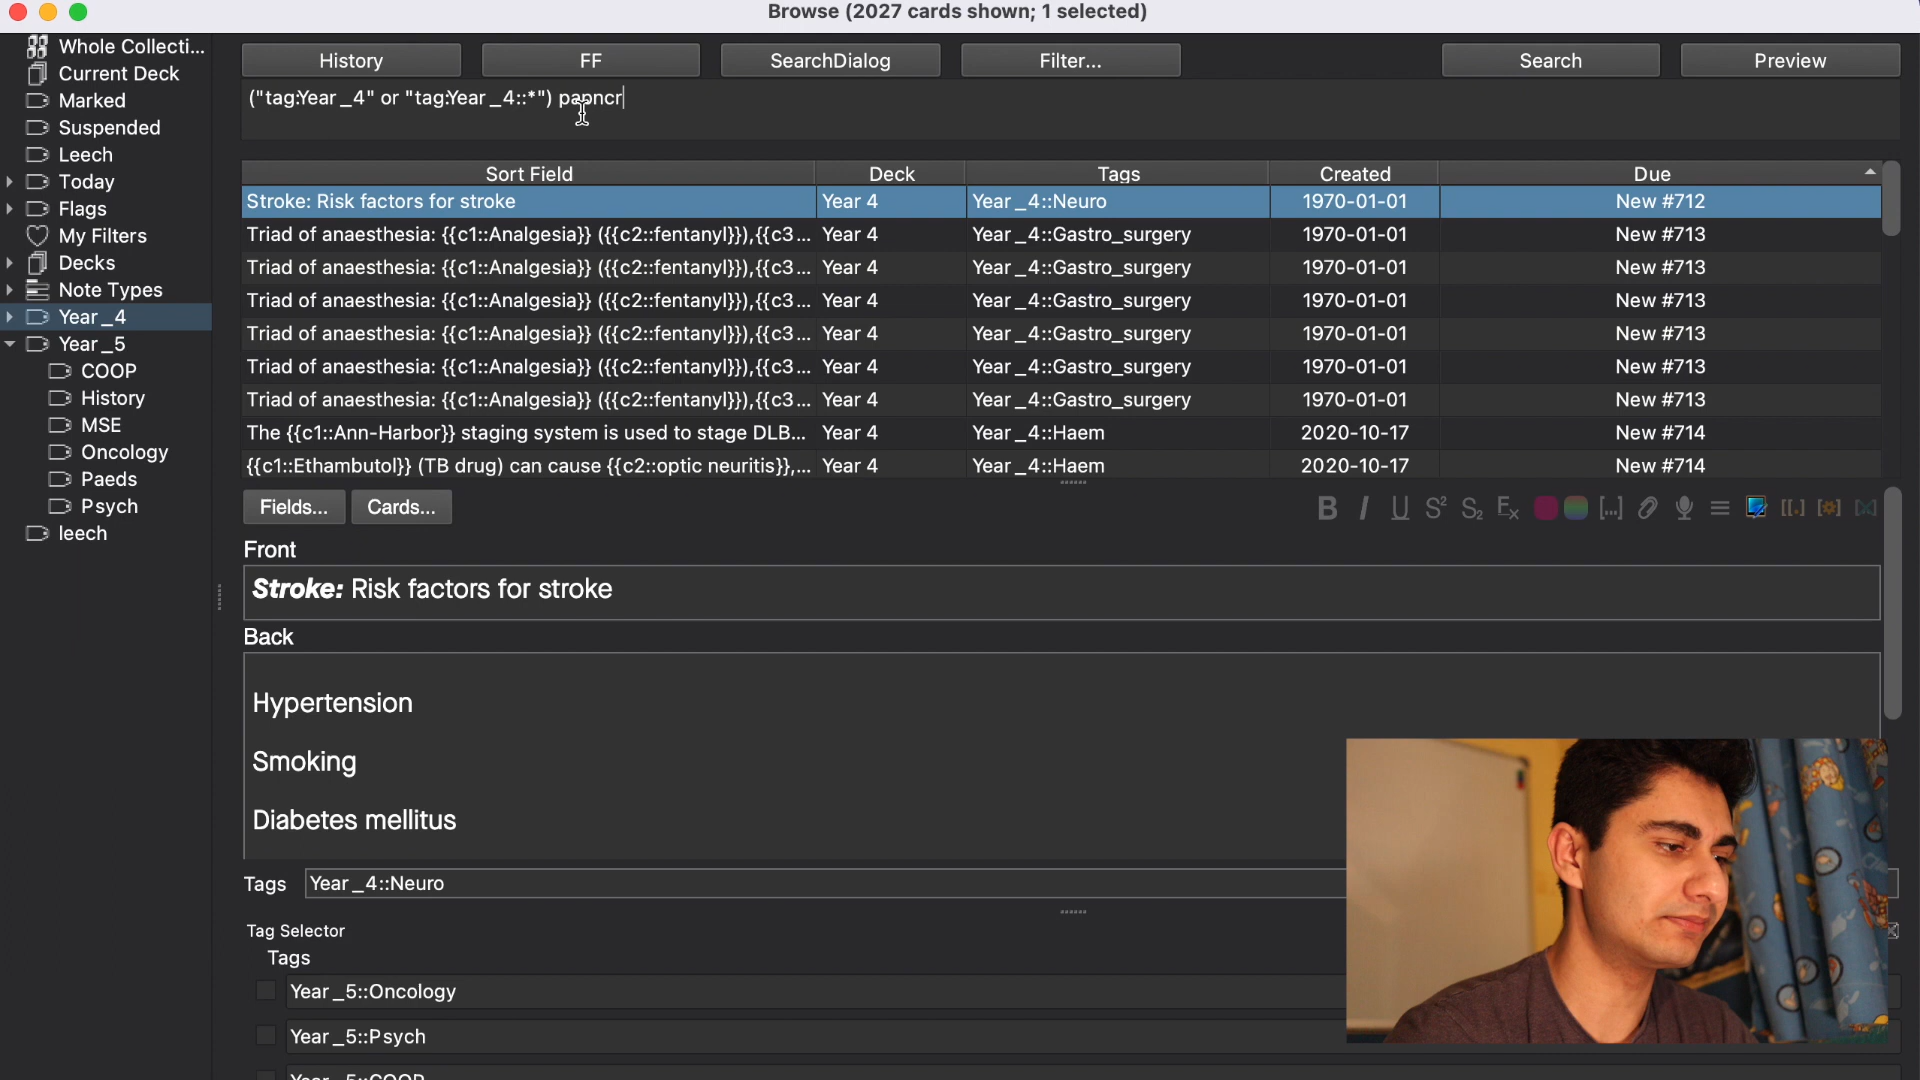 Browse (2027 cards shown; 1 selected)
Whole Collecti...
Current Deck
Marked
Suspended
Leech
Today
Flags
My Filters
Decks
Note Types
Year_4
Year_5
COOP
History
MSE
Oncology
Paeds
Psych
leech
History FF SearchDialog Filter... Search Preview
("tag:Year_4" or "tag:Year_4::*") papncr
Sort Field Deck Tags Created Due
Stroke: Risk factors for stroke Year 4 Year_4::Neuro 1970-01-01 New #712
Triad of anaesthesia: {{c1::Analgesia}} ({{c2::fentanyl}}),{{c3... Year 4 Year_4::Gastro_surgery 1970-01-01 New #713
Triad of anaesthesia: {{c1::Analgesia}} ({{c2::fentanyl}}),{{c3... Year 4 Year_4::Gastro_surgery 1970-01-01 New #713
Triad of anaesthesia: {{c1::Analgesia}} ({{c2::fentanyl}}),{{c3... Year 4 Year_4::Gastro_surgery 1970-01-01 New #713
Triad of anaesthesia: {{c1::Analgesia}} ({{c2::fentanyl}}),{{c3... Year 4 Year_4::Gastro_surgery 1970-01-01 New #713
Triad of anaesthesia: {{c1::Analgesia}} ({{c2::fentanyl}}),{{c3... Year 4 Year_4::Gastro_surgery 1970-01-01 New #713
Triad of anaesthesia: {{c1::Analgesia}} ({{c2::fentanyl}}),{{c3... Year 4 Year_4::Gastro_surgery 1970-01-01 New #713
The {{c1::Ann-Harbor}} staging system is used to stage DLB... Year 4 Year_4::Haem 2020-10-17 New #714
{{c1::Ethambutol}} (TB drug) can cause {{c2::optic neuritis}},... Year 4 Year_4::Haem 2020-10-17 New #714
Fields... Cards...
Front
Stroke: Risk factors for stroke
Back
Hypertension
Smoking
Diabetes mellitus
Tags Year_4::Neuro
Tag Selector
Tags
Year_5::Oncology
Year_5::Psych
Year_5::COOP